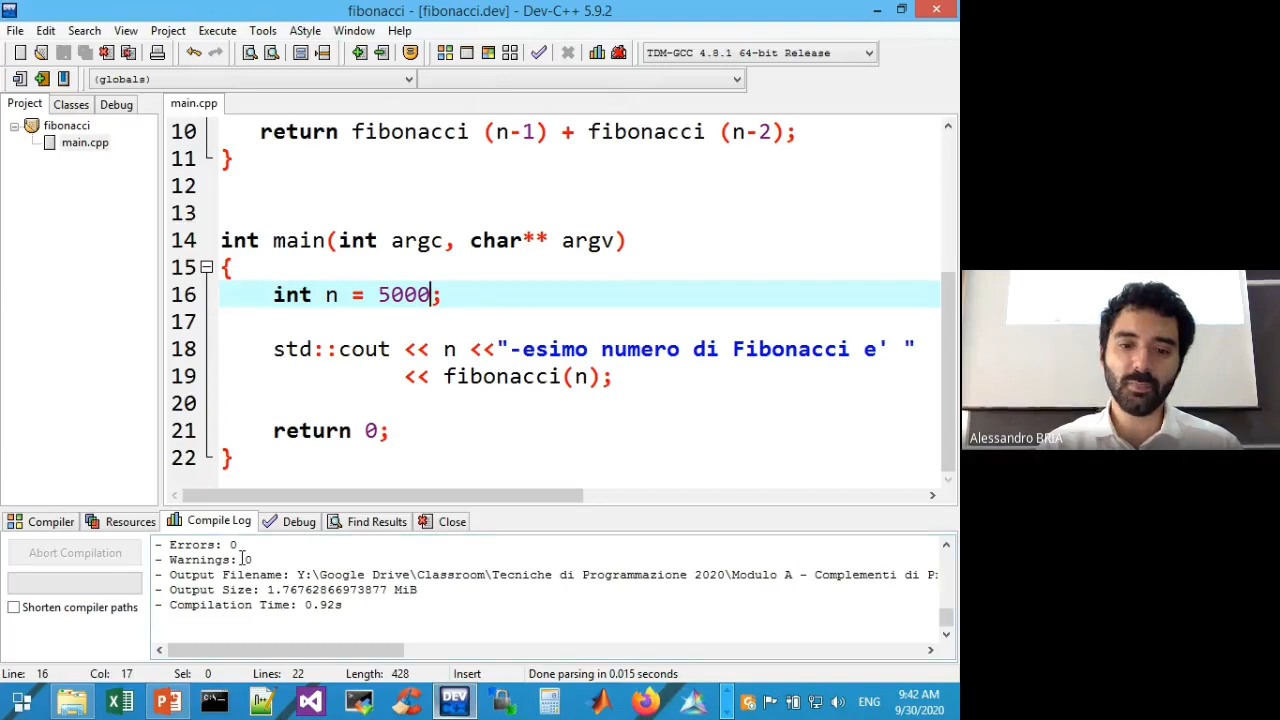 fibonacci - [fibonacci.dev] - Dev-C++ 5.9.2
File Edit Search View Project Execute Tools AStyle Window Help
TDM-GCC 4.8.1 64-bit Release
(globals)
Project Classes Debug
main.cpp
fibonacci
main.cpp
10 return fibonacci (n-1) + fibonacci (n-2);
11 }
12
13
14 int main(int argc, char** argv)
15 {
16 int n = 5000;
17
18 std::cout << n <<"-esimo numero di Fibonacci e' "
19 << fibonacci(n);
20
21 return 0;
22 }
Alessandro BRIA
Compiler Resources Compile Log Debug Find Results Close
Abort Compilation
Shorten compiler paths
- Errors: 0
- Warnings: 0
- Output Filename: Y:\Google Drive\Classroom\Tecniche di Programmazione 2020\Modulo A - Complementi di P
- Output Size: 1.76762866973877 MiB
- Compilation Time: 0.92s
Line: 16 Col: 17 Sel: 0 Lines: 22 Length: 428 Insert Done parsing in 0.015 seconds
DEV
ENG
9:42 AM
9/30/2020